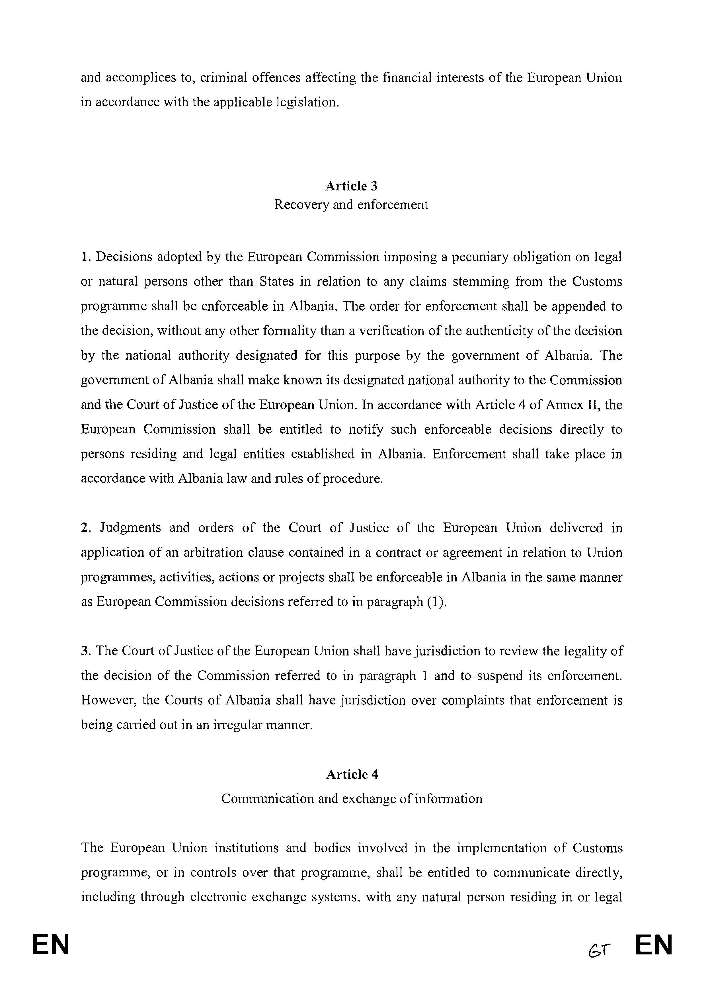 and accomplices to, criminal offences affecting the financial interests of the European Union
in accordance with the applicable legislation.
Article 3
Recovery and enforcement
1. Decisions adopted by the European Commission imposing a pecuniary obligation on legal
or natural persons other than States in relation to any claims stemming from the Customs
programme shall be enforceable in Albania. The order for enforcement shall be appended to
the decision, without any other formality than a verification of the authenticity of the decision
by the national authority designated for this purpose by the government of Albania. The
government of Albania shall make known its designated national authority to the Commission
and the Court of Justice of the European Union. In accordance with Article 4 of Annex II, the
European Commission shall be entitled to notify such enforceable decisions directly to
persons residing and legal entities established in Albania. Enforcement shall take place in
accordance with Albania law and rules of procedure.
2. Judgments and orders of the Court of Justice of the European Union delivered in
application of an arbitration clause contained in a contract or agreement in relation to Union
programmes, activities, actions or projects shall be enforceable in Albania in the same manner
as European Commission decisions referred to in paragraph (1).
3. The Court of Justice of the European Union shall have jurisdiction to review the legality of
the decision of the Commission referred to in paragraph 1 and to suspend its enforcement.
However, the Courts of Albania shall have jurisdiction over complaints that enforcement is
being carried out in an irregular manner.
Article 4
Communication and exchange of information
The European Union institutions and bodies involved in the implementation of Customs
programme, or in controls over that programme, shall be entitled to communicate directly,
including through electronic exchange systems, with any natural person residing in or legal
EN GT EN